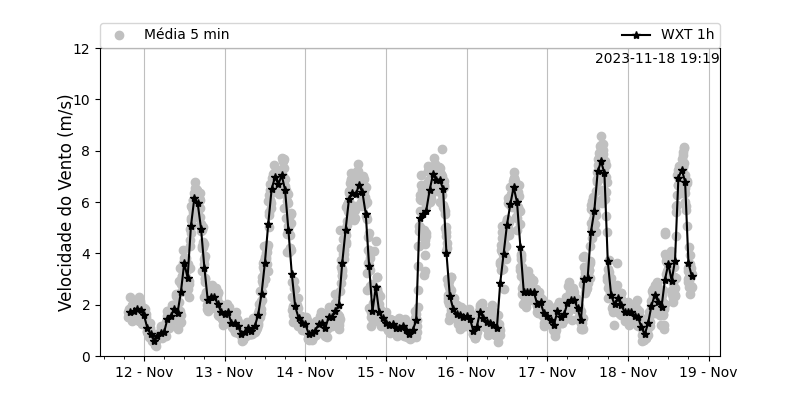 Média 5 min
WXT 1h
2023-11-18 19:19
Velocidade do Vento (m/s)
12
10
8
6
4
2
0
12 - Nov
13 - Nov
14 - Nov
15 - Nov
16 - Nov
17 - Nov
18 - Nov
19 - Nov